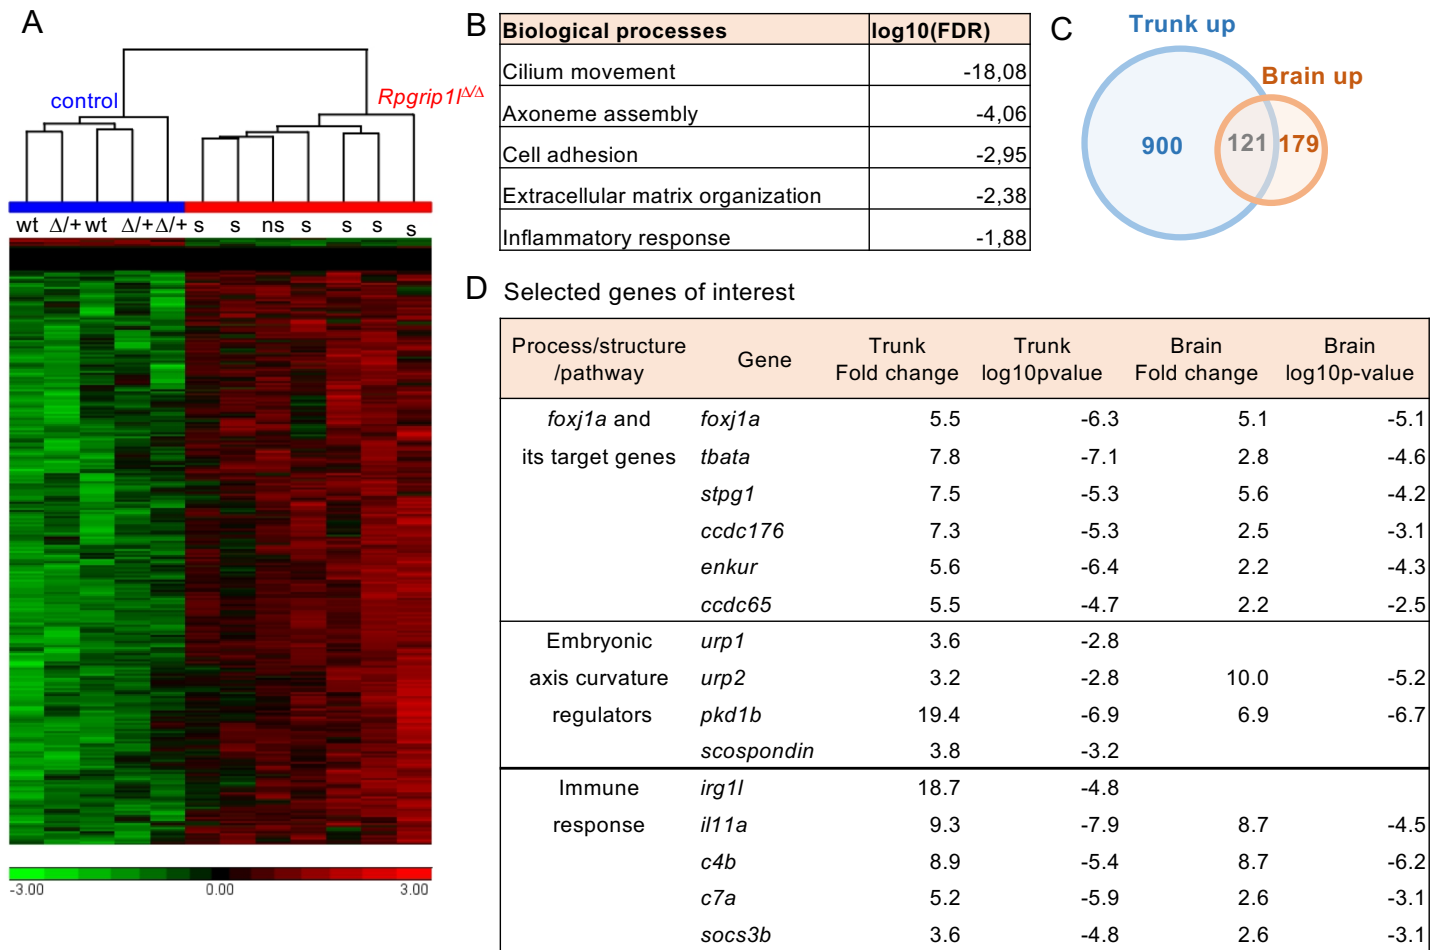 A
control
Rpgrip1l^Δ/Δ
wt Δ/+ wt Δ/+ Δ/+ s s ns s s s s
-3.00 0.00 3.00
B
Biological processes log10(FDR)
Cilium movement -18,08
Axoneme assembly -4,06
Cell adhesion -2,95
Extracellular matrix organization -2,38
Inflammatory response -1,88
C
Trunk up
Brain up
900 121 179
D Selected genes of interest
Process/structure /pathway Gene Trunk Fold change Trunk log10pvalue Brain Fold change Brain log10p-value
foxj1a and foxj1a 5.5 -6.3 5.1 -5.1
its target genes tbata 7.8 -7.1 2.8 -4.6
stpg1 7.5 -5.3 5.6 -4.2
ccdc176 7.3 -5.3 2.5 -3.1
enkur 5.6 -6.4 2.2 -4.3
ccdc65 5.5 -4.7 2.2 -2.5
Embryonic urp1 3.6 -2.8
axis curvature urp2 3.2 -2.8 10.0 -5.2
regulators pkd1b 19.4 -6.9 6.9 -6.7
scospondin 3.8 -3.2
Immune irg1l 18.7 -4.8
response il11a 9.3 -7.9 8.7 -4.5
c4b 8.9 -5.4 8.7 -6.2
c7a 5.2 -5.9 2.6 -3.1
socs3b 3.6 -4.8 2.6 -3.1